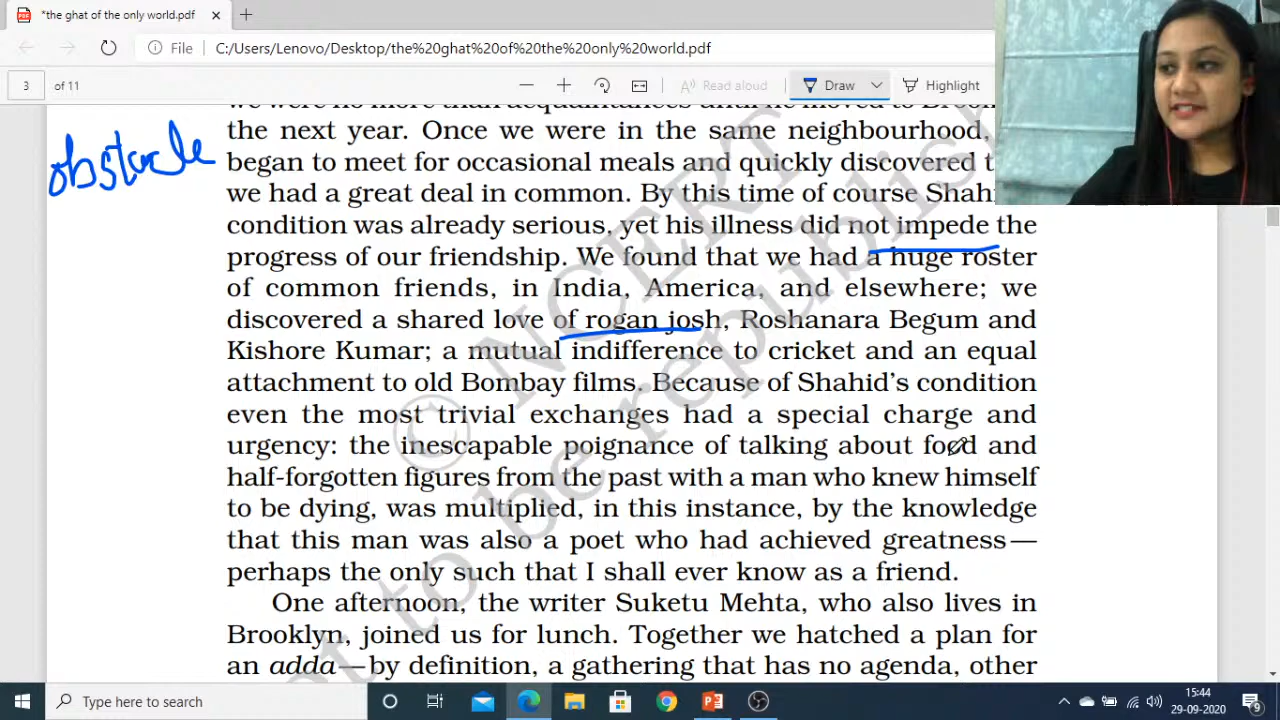 *the ghat of the only world.pdf
File C:/Users/Lenovo/Desktop/the%20ghat%20of%20the%20only%20world.pdf
3 of 11 Read aloud Draw Highlight
the next year. Once we were in the same neighbourhood,
obstacle
began to meet for occasional meals and quickly discovered t
we had a great deal in common. By this time of course Shahi
condition was already serious, yet his illness did not impede the
progress of our friendship. We found that we had a huge roster
of common friends, in India, America, and elsewhere; we
discovered a shared love of rogan josh, Roshanara Begum and
Kishore Kumar; a mutual indifference to cricket and an equal
attachment to old Bombay films. Because of Shahid's condition
even the most trivial exchanges had a special charge and
urgency: the inescapable poignance of talking about food and
half-forgotten figures from the past with a man who knew himself
to be dying, was multiplied, in this instance, by the knowledge
that this man was also a poet who had achieved greatness—
perhaps the only such that I shall ever know as a friend.
One afternoon, the writer Suketu Mehta, who also lives in
Brooklyn, joined us for lunch. Together we hatched a plan for
an adda—by definition, a gathering that has no agenda, other
© NCERT
not to be republish
Type here to search
15:44
29-09-2020
9